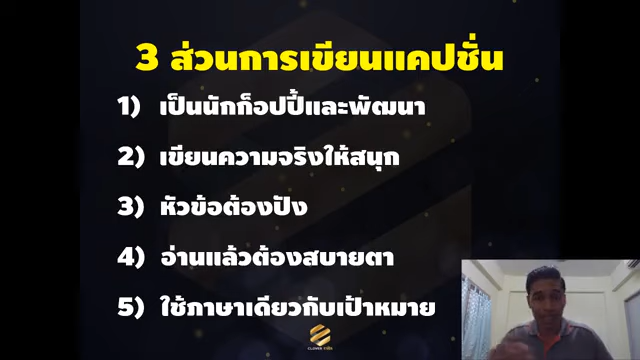 3 ส่วนการเขียนแคปชั่น
1) เป็นนักก็อปปี้และพัฒนา
2) เขียนความจริงให้สนุก
3) หัวข้อต้องปัง
4) อ่านแล้วต้องสบายตา
5) ใช้ภาษาเดียวกับเป้าหมาย